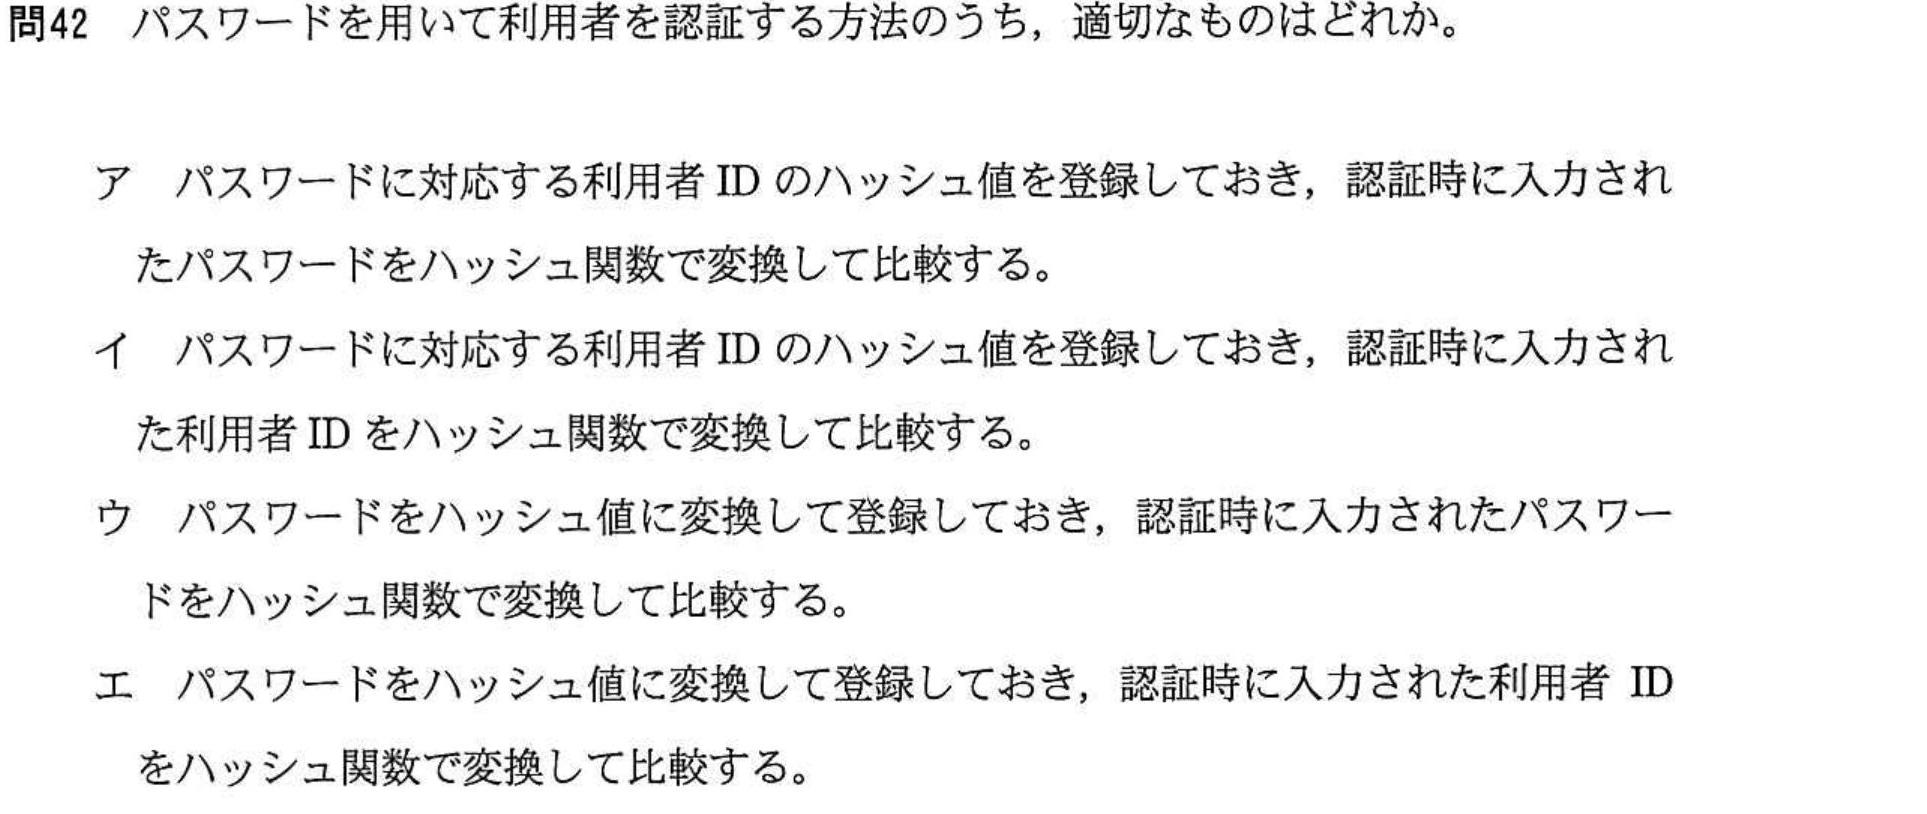 問42　パスワードを用いて利用者を認証する方法のうち，適切なものはどれか。
ア　パスワードに対応する利用者 ID のハッシュ値を登録しておき，認証時に入力され
たパスワードをハッシュ関数で変換して比較する。
イ　パスワードに対応する利用者 ID のハッシュ値を登録しておき，認証時に入力され
た利用者 ID をハッシュ関数で変換して比較する。
ウ　パスワードをハッシュ値に変換して登録しておき，認証時に入力されたパスワー
ドをハッシュ関数で変換して比較する。
エ　パスワードをハッシュ値に変換して登録しておき，認証時に入力された利用者 ID
をハッシュ関数で変換して比較する。